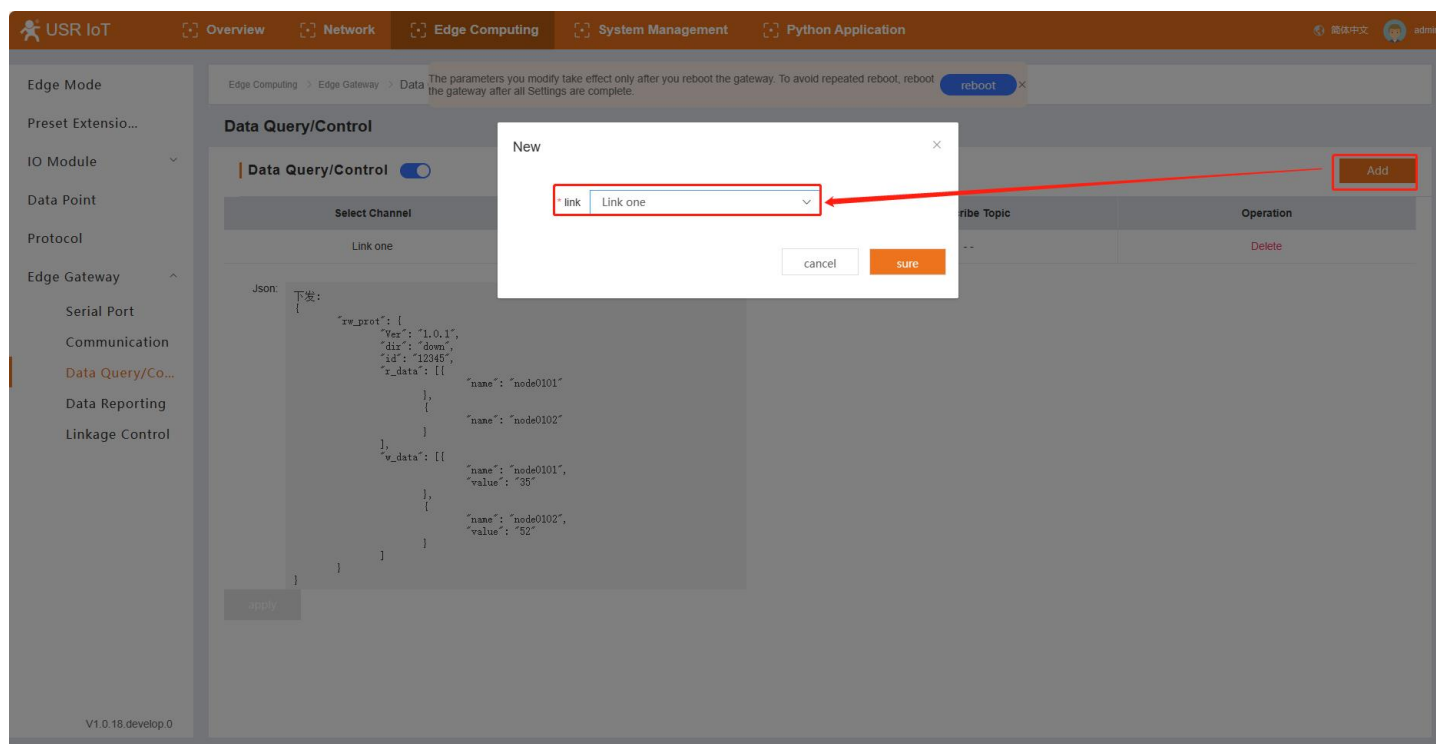 USR IoT
Overview
Network
Edge Computing
System Management
Python Application
简体中文
Edge Mode
Preset Extensio...
IO Module
Data Point
Protocol
Edge Gateway
Serial Port
Communication
Data Query/Co...
Data Reporting
Linkage Control
V1.0.18.develop.0
Edge Computing > Edge Gateway > Data
The parameters you modify take effect only after you reboot the gateway. To avoid repeated reboot, reboot
the gateway after all Settings are complete.
reboot ×
Data Query/Control
Data Query/Control
Add
Select Channel
Operation
Link one
--
Delete
New ×
* link Link one
cancel sure
Json:
下发:
{
"rw_prot": {
"Ver": "1.0.1",
"dir": "down",
"id": "12345",
"r_data": [{
"name": "node0101"
},
{
"name": "node0102"
}
],
"w_data": [{
"name": "node0101",
"value": "35"
},
{
"name": "node0102",
"value": "52"
}
]
}
}
apply